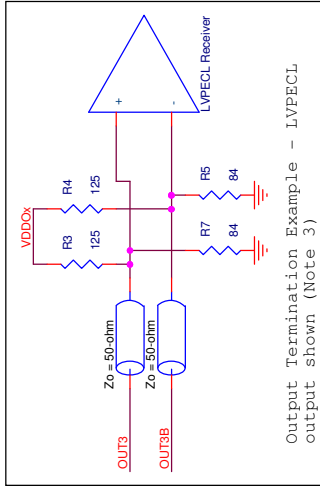 VDDOx
R3
125
R4
125
LVPECL Receiver
+
-
Zo = 50-ohm
Zo = 50-ohm
OUT3
OUT3B
R7
84
R5
84
Output Termination Example - LVPECL
output shown (Note 3)